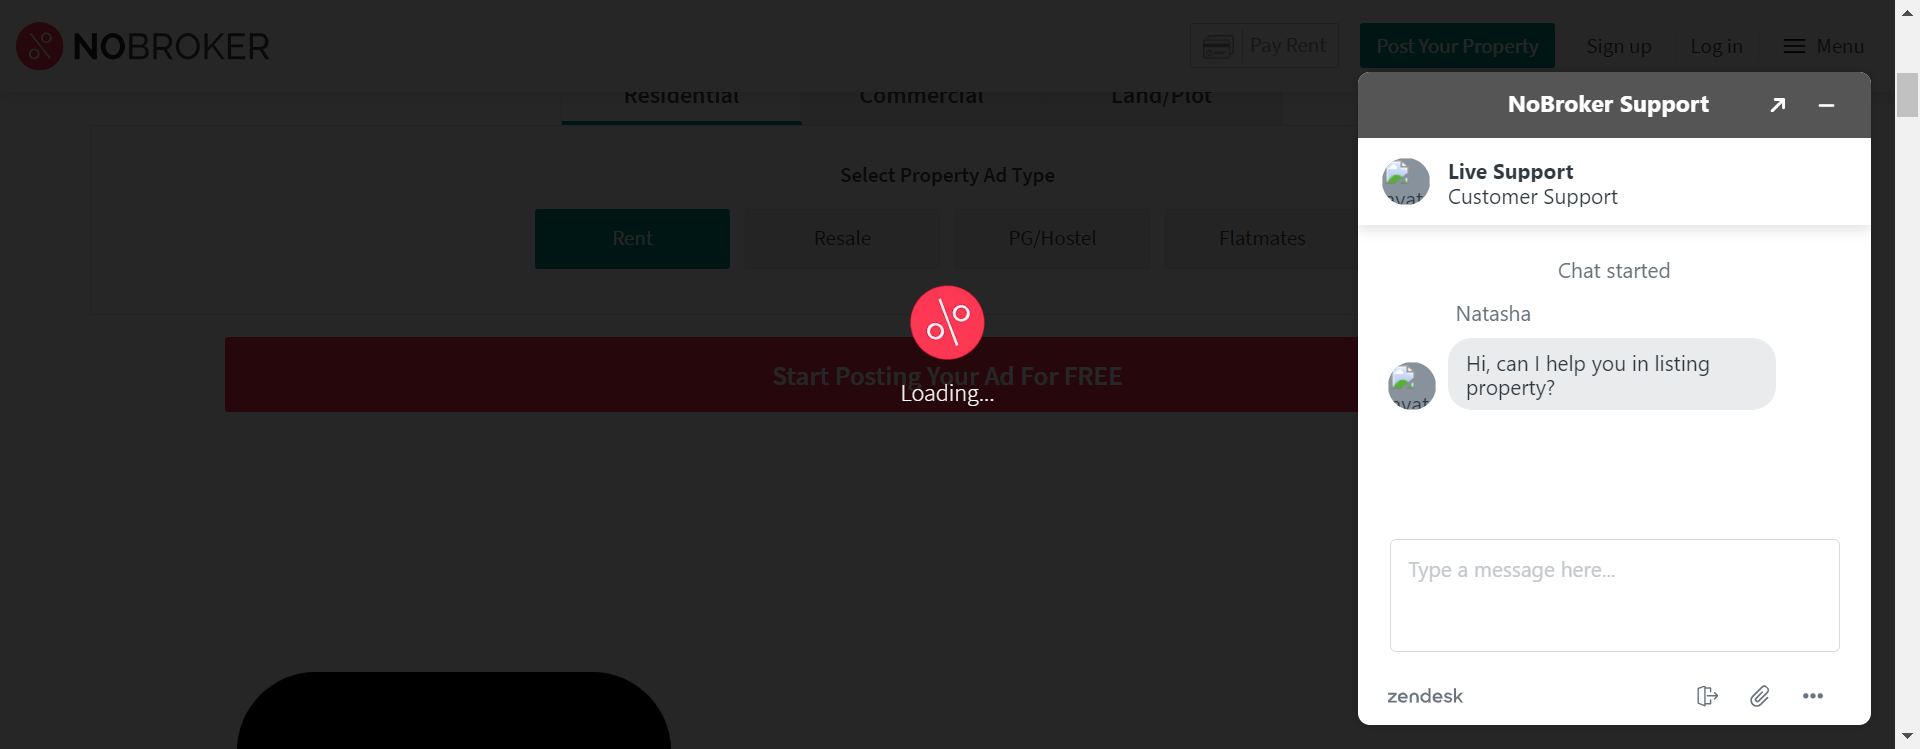 NOBROKER
Pay Rent
Post Your Property
Sign up
Log in
Menu
Residential
Commercial
Land/Plot
Select Property Ad Type
Rent
Resale
PG/Hostel
Flatmates
Start Posting Your Ad For FREE
Loading...
NoBroker Support
Live Support
Customer Support
Chat started
Natasha
Hi, can I help you in listing
property?
Type a message here...
zendesk